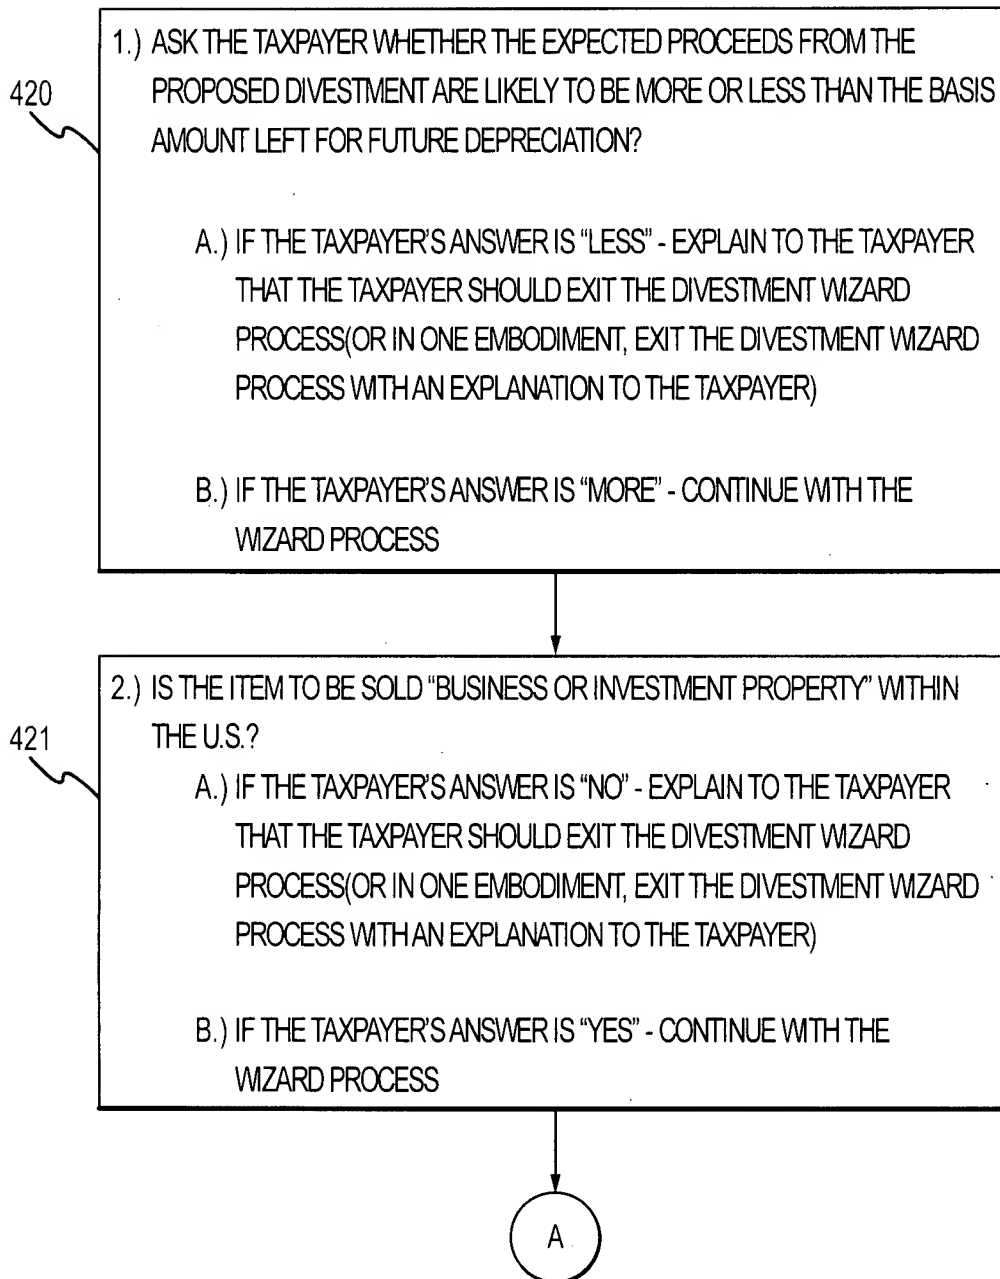 420
1.) ASK THE TAXPAYER WHETHER THE EXPECTED PROCEEDS FROM THE
PROPOSED DIVESTMENT ARE LIKELY TO BE MORE OR LESS THAN THE BASIS
AMOUNT LEFT FOR FUTURE DEPRECIATION?
A.) IF THE TAXPAYER'S ANSWER IS "LESS" - EXPLAIN TO THE TAXPAYER
THAT THE TAXPAYER SHOULD EXIT THE DIVESTMENT WIZARD
PROCESS(OR IN ONE EMBODIMENT, EXIT THE DIVESTMENT WIZARD
PROCESS WITH AN EXPLANATION TO THE TAXPAYER)
B.) IF THE TAXPAYER'S ANSWER IS "MORE" - CONTINUE WITH THE
WIZARD PROCESS
421
2.) IS THE ITEM TO BE SOLD "BUSINESS OR INVESTMENT PROPERTY" WITHIN
THE U.S.?
A.) IF THE TAXPAYER'S ANSWER IS "NO" - EXPLAIN TO THE TAXPAYER
THAT THE TAXPAYER SHOULD EXIT THE DIVESTMENT WIZARD
PROCESS(OR IN ONE EMBODIMENT, EXIT THE DIVESTMENT WIZARD
PROCESS WITH AN EXPLANATION TO THE TAXPAYER)
B.) IF THE TAXPAYER'S ANSWER IS "YES" - CONTINUE WITH THE
WIZARD PROCESS
A